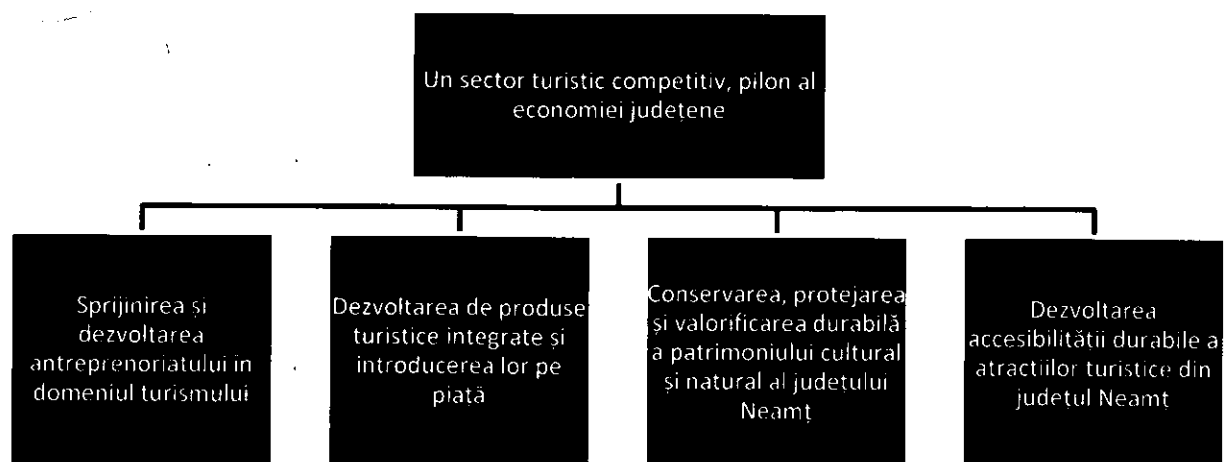 Un sector turistic competitiv, pilon al
economiei județene
Sprijinirea și
dezvoltarea
antreprenoriatului in
domeniul turismului
Dezvoltarea de produse
turistice integrate și
introducerea lor pe
piață
Conservarea, protejarea
și valorificarea durabilă
a patrimoniului cultural
și natural al județului
Neamț
Dezvoltarea
accesibilității durabile a
atractiilor turistice din
județul Neamț